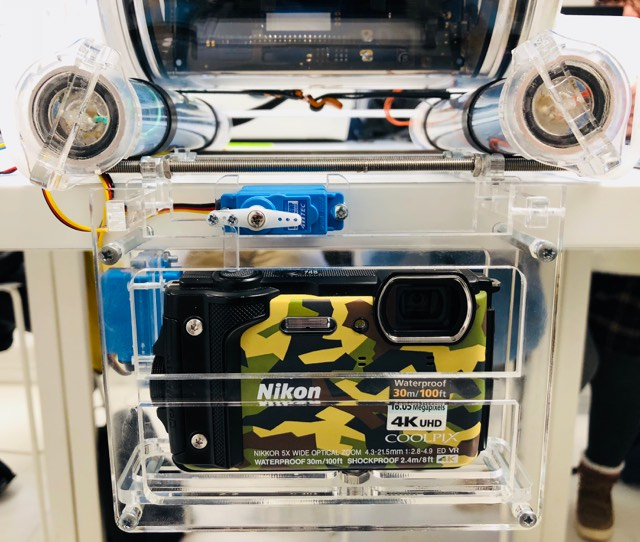 Nikon
Waterproof
30m/100ft
16.05 Megapixels
4K UHD
COOLPIX
NIKKOR 5X WIDE OPTICAL ZOOM 4.3-21.5mm 1:2.8-4.9 ED VR
WATERPROOF 30m/100ft SHOCKPROOF 2.4m/8ft 4K